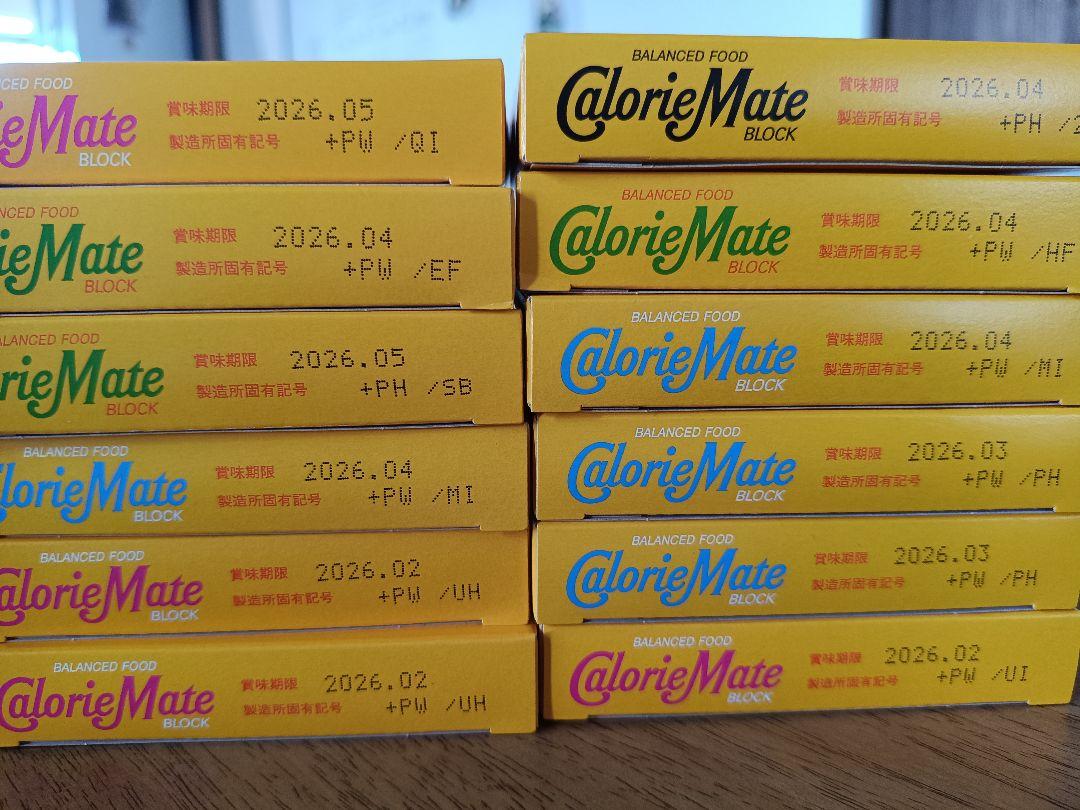 CED FOOD
eMate
BLOCK
賞味期限 2026.05
製造所固有記号 +PW /QI
NCED FOOD
ieMate
BLOCK
賞味期限 2026.04
製造所固有記号 +PW /EF
ALANCED FOOD
rieMate
BLOCK
賞味期限 2026.05
製造所固有記号 +PH /SB
BALANCED FOOD
lorieMate
BLOCK
賞味期限 2026.04
製造所固有記号 +PW /MI
BALANCED FOOD
alorieMate
BLOCK
賞味期限 2026.02
製造所固有記号 +PW /UH
BALANCED FOOD
CalorieMate
BLOCK
賞味期限 2026.02
製造所固有記号 +PW /UH
BALANCED FOOD
CalorieMate
BLOCK
賞味期限 2026.04
製造所固有記号 +PH /
BALANCED FOOD
CalorieMate
BLOCK
賞味期限 2026.04
製造所固有記号 +PW /HF
BALANCED FOOD
CalorieMate
BLOCK
賞味期限 2026.04
製造所固有記号 +PW /MI
BALANCED FOOD
CalorieMate
BLOCK
賞味期限 2026.03
製造所固有記号 +PW /PH
BALANCED FOOD
CalorieMate
BLOCK
賞味期限 2026.03
製造所固有記号 +PW /PH
BALANCED FOOD
CalorieMate
BLOCK
賞味期限 2026.02
製造所固有記号 +PW /UI